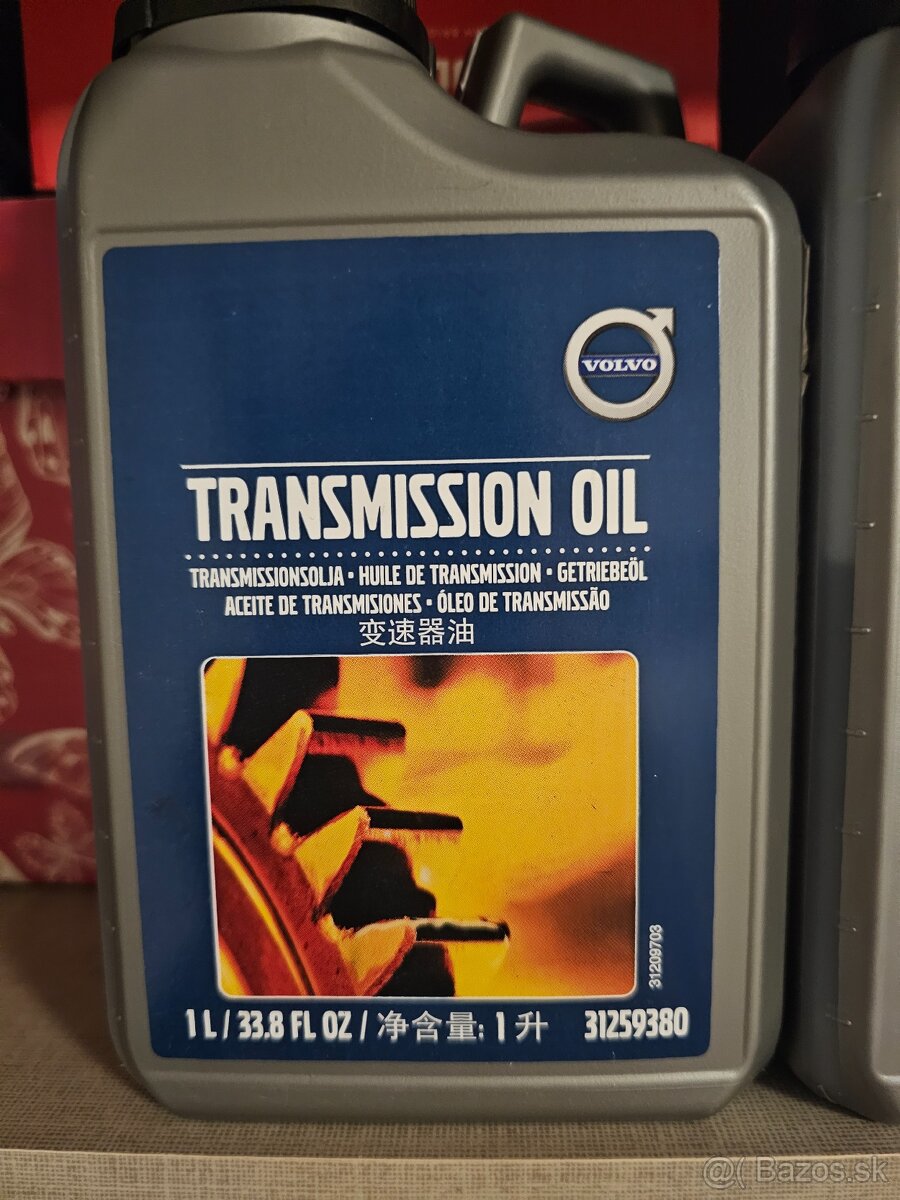 VOLVO
TRANSMISSION OIL
TRANSMISSIONSOLJA • HUILE DE TRANSMISSION • GETRIEBEÖL
ACEITE DE TRANSMISIONES • ÓLEO DE TRANSMISSÃO
变速器油
31209703
1 L / 33.8 FL OZ / 净含量: 1 升 31259380
@( Bazos.sk